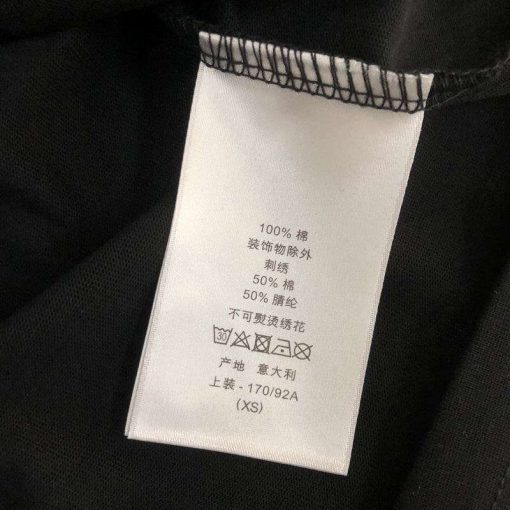 100% 棉
装饰物除外
刺绣
50% 棉
50% 腈纶
不可熨烫绣花
30
产地 意大利
上装 - 170/92A
(XS)